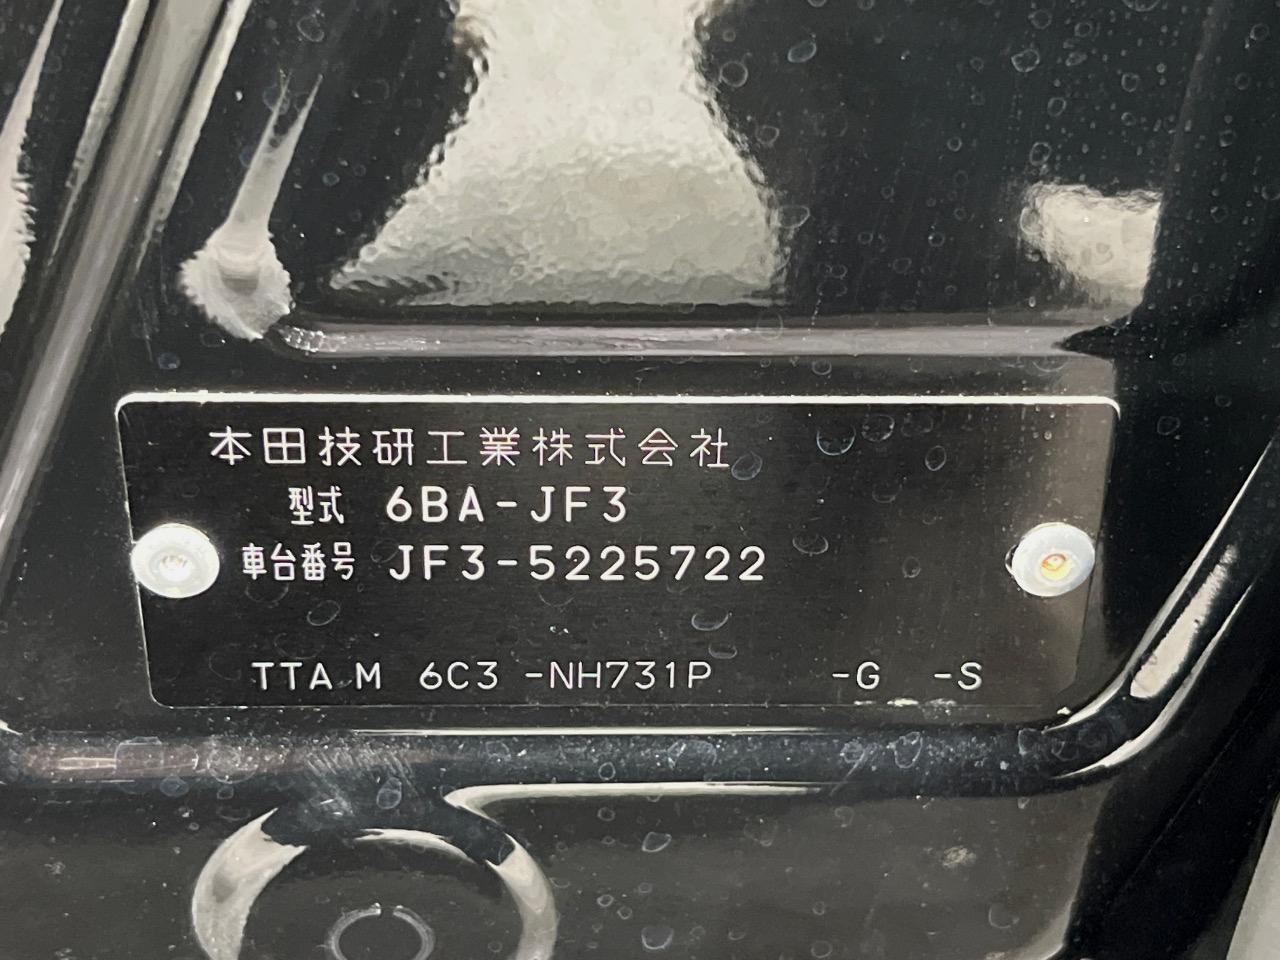 本田技研工業株式会社
型式 6BA-JF3
車台番号 JF3-5225722
TTA M 6C3 -NH731P -G -S